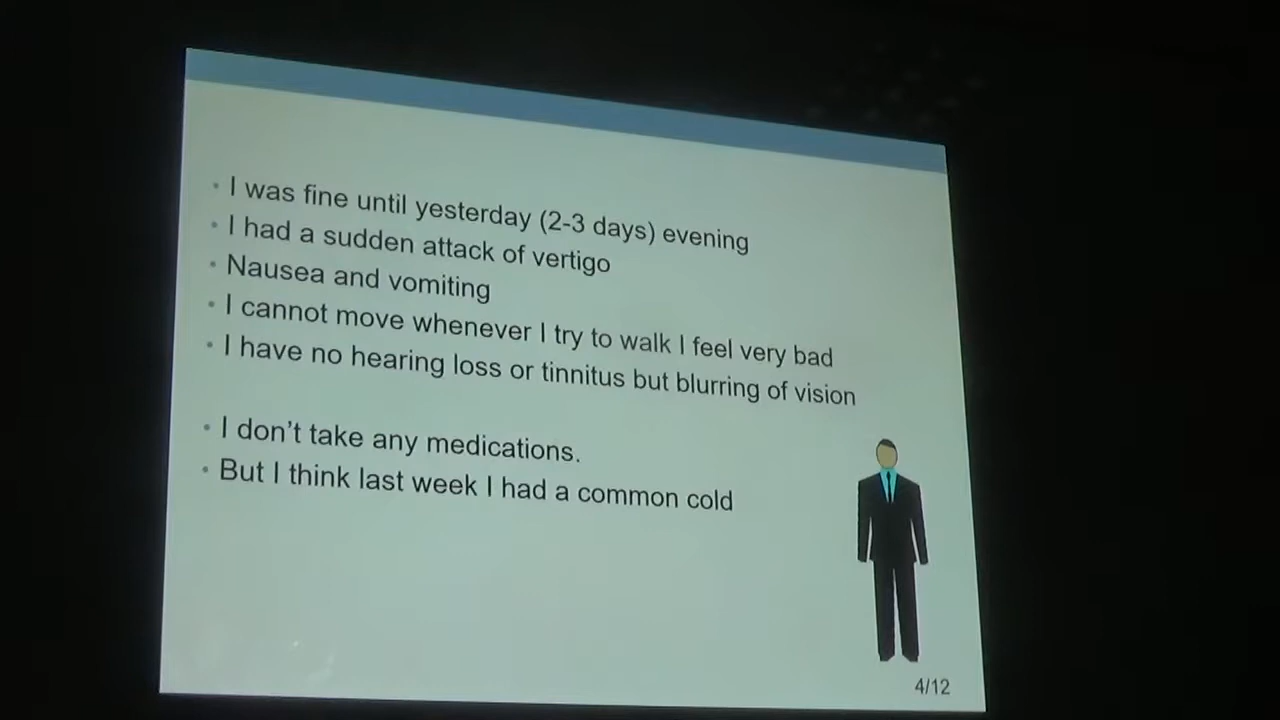 • I was fine until yesterday (2-3 days) evening
• I had a sudden attack of vertigo
• Nausea and vomiting
• I cannot move whenever I try to walk I feel very bad
• I have no hearing loss or tinnitus but blurring of vision
• I don’t take any medications.
• But I think last week I had a common cold
4/12